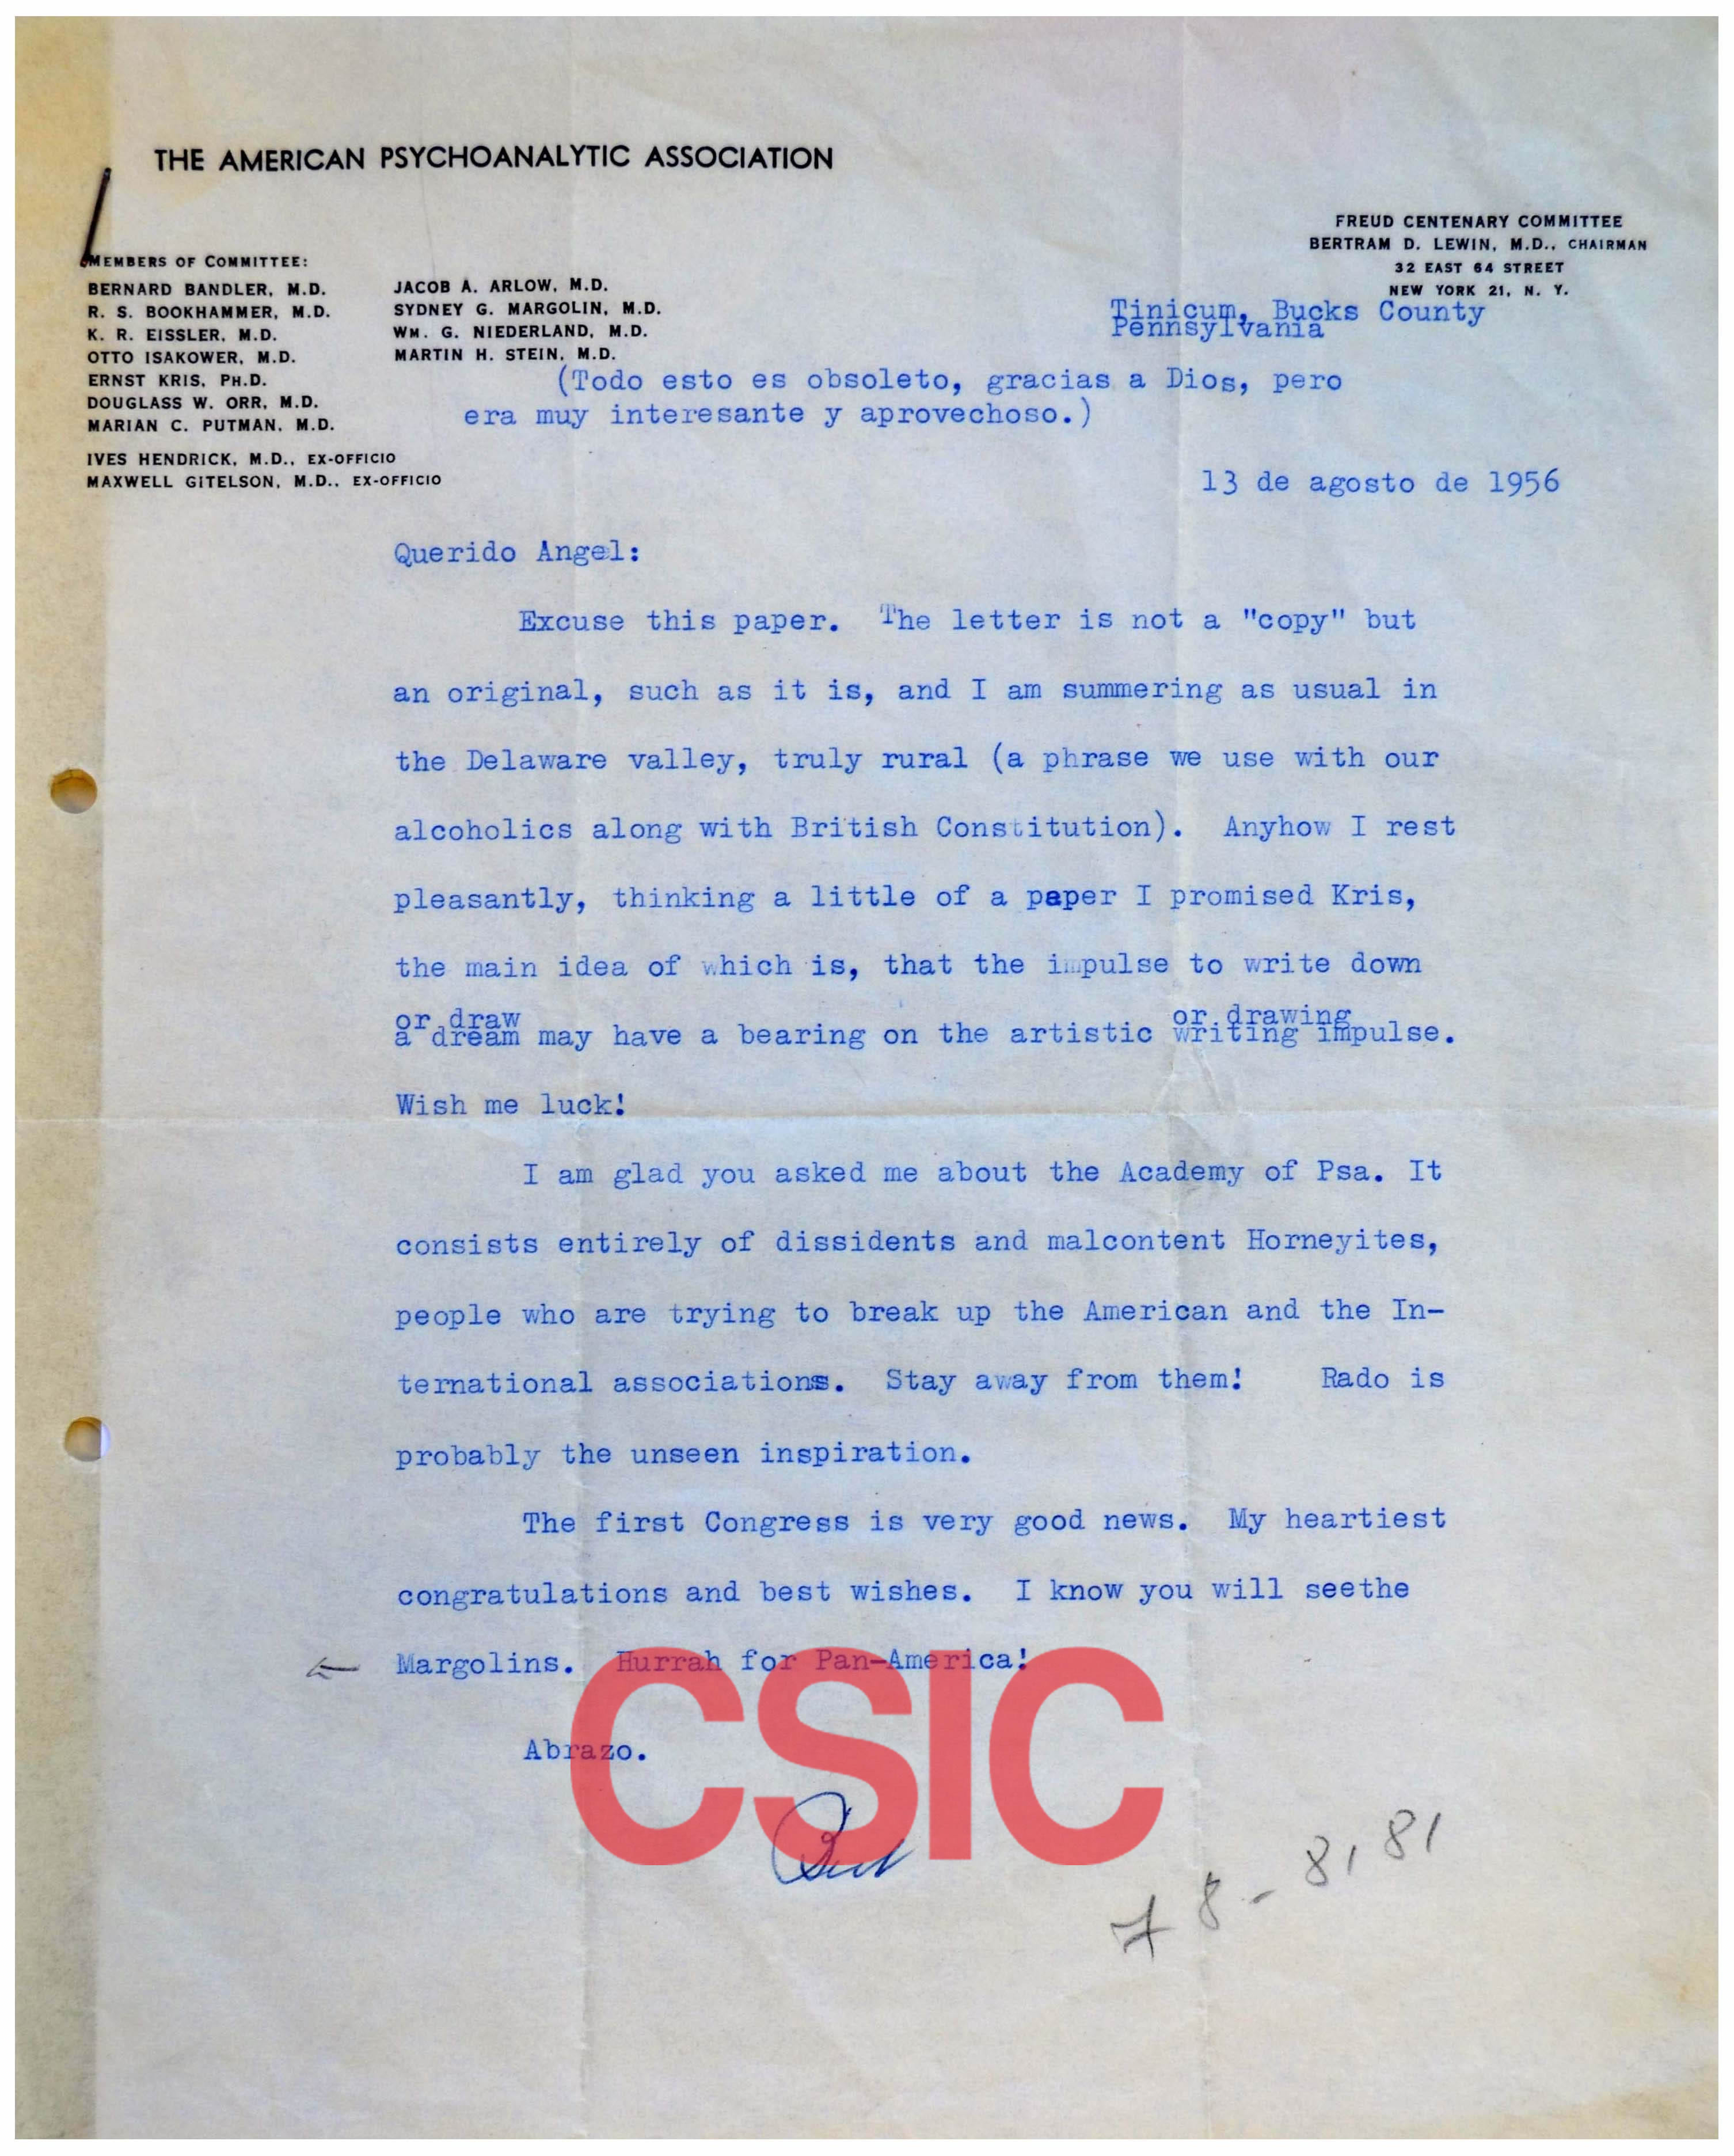 THE AMERICAN PSYCHOANALYTIC ASSOCIATION
FREUD CENTENARY COMMITTEE
BERTRAM D. LEWIN, M.D., CHAIRMAN
32 EAST 64 STREET
NEW YORK 21, N. Y.
MEMBERS OF COMMITTEE:
BERNARD BANDLER, M.D.
R. S. BOOKHAMMER, M.D.
K. R. EISSLER, M.D.
OTTO ISAKOWER, M.D.
ERNST KRIS, PH.D.
DOUGLASS W. ORR, M.D.
MARIAN C. PUTMAN, M.D.
IVES HENDRICK, M.D., EX-OFFICIO
MAXWELL GITELSON, M.D., EX-OFFICIO
JACOB A. ARLOW, M.D.
SYDNEY G. MARGOLIN, M.D.
WM. G. NIEDERLAND, M.D.
MARTIN H. STEIN, M.D.
Tinicum, Bucks County
Pennsylvania
(Todo esto es obsoleto, gracias a Dios, pero
era muy interesante y aprovechoso.)
13 de agosto de 1956
Querido Angel:
Excuse this paper. The letter is not a "copy" but
an original, such as it is, and I am summering as usual in
the Delaware valley, truly rural (a phrase we use with our
alcoholics along with British Constitution). Anyhow I rest
pleasantly, thinking a little of a paper I promised Kris,
the main idea of which is, that the impulse to write down
or draw or drawing
a dream may have a bearing on the artistic writing impulse.
Wish me luck!
I am glad you asked me about the Academy of Psa. It
consists entirely of dissidents and malcontent Horneyites,
people who are trying to break up the American and the In-
ternational associations. Stay away from them! Rado is
probably the unseen inspiration.
The first Congress is very good news. My heartiest
congratulations and best wishes. I know you will seethe
Margolins. Hurrah for Pan-America!
Abrazo.
Bert
CSIC
78-8181